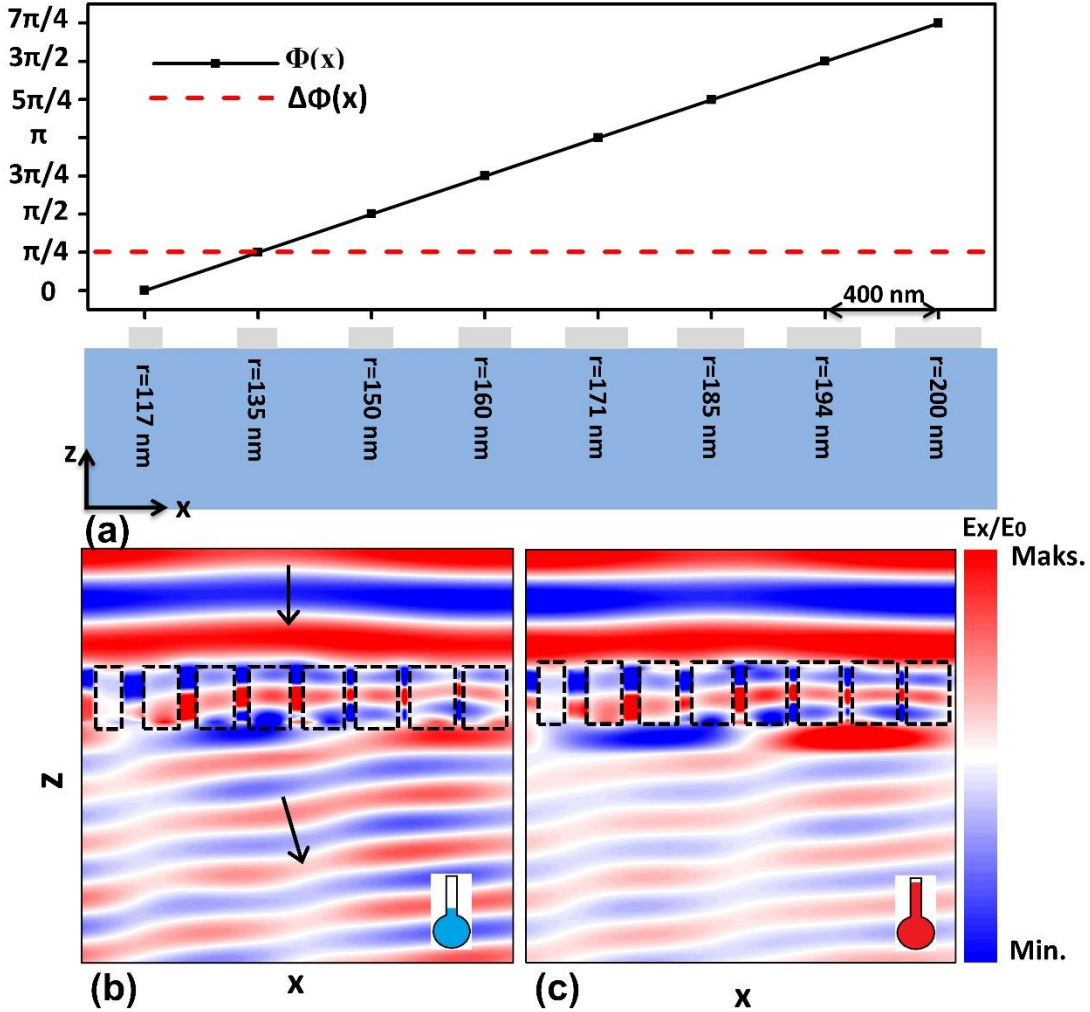 7π/4
3π/2
5π/4
π
3π/4
π/2
π/4
0
Φ(x)
ΔΦ(x)
400 nm
r=117 nm
r=135 nm
r=150 nm
r=160 nm
r=171 nm
r=185 nm
r=194 nm
r=200 nm
z
x
(a)
Ex/E0
Maks.
Min.
z
(b)
x
(c)
x